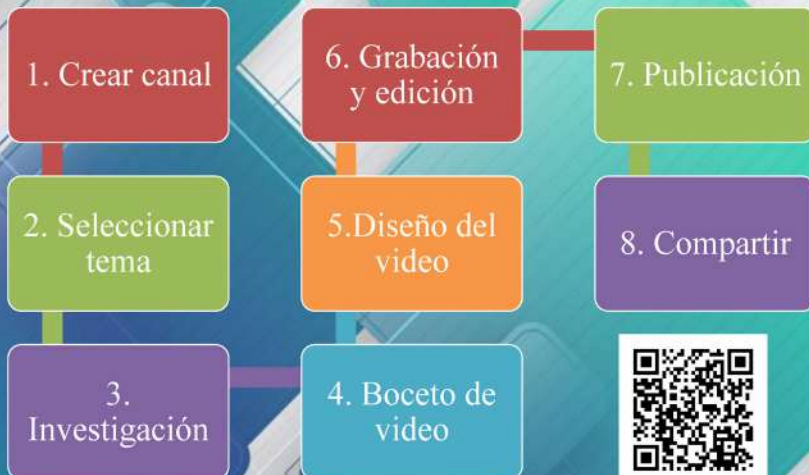 1. Crear canal
2. Seleccionar
tema
3.
Investigación
4. Boceto de
video
5.Diseño del
video
6. Grabación
y edición
7. Publicación
8. Compartir